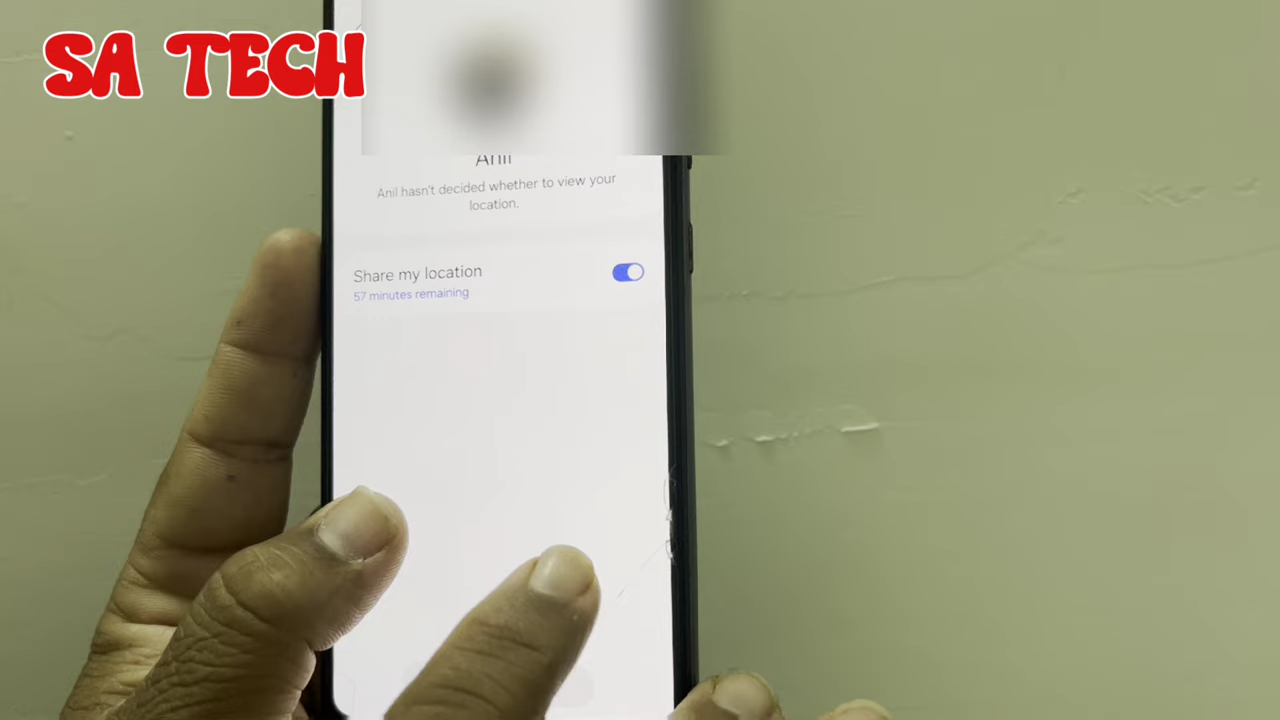 SA TECH
Anil
Anil hasn't decided whether to view your
location.
Share my location
57 minutes remaining